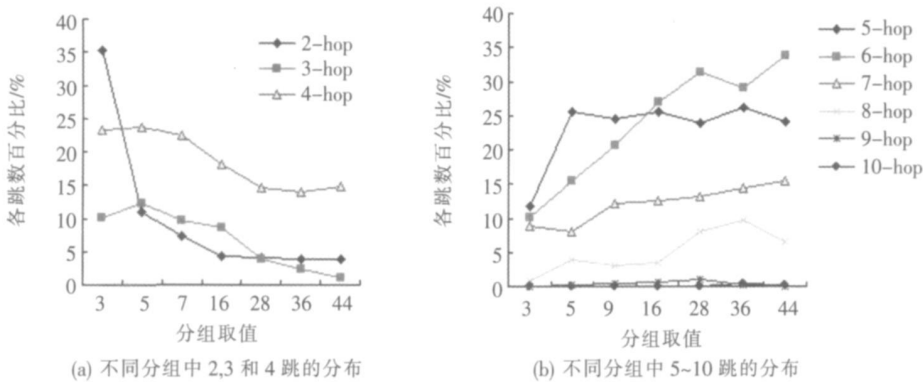 各跳数百分比/%
40
35
30
25
20
15
10
5
0
2-hop
3-hop
4-hop
3 5 7 16 28 36 44
分组取值
(a) 不同分组中 2,3 和 4 跳的分布
各跳数百分比/%
40
35
30
25
20
15
10
5
0
5-hop
6-hop
7-hop
8-hop
9-hop
10-hop
3 5 9 16 28 36 44
分组取值
(b) 不同分组中 5~10 跳的分布